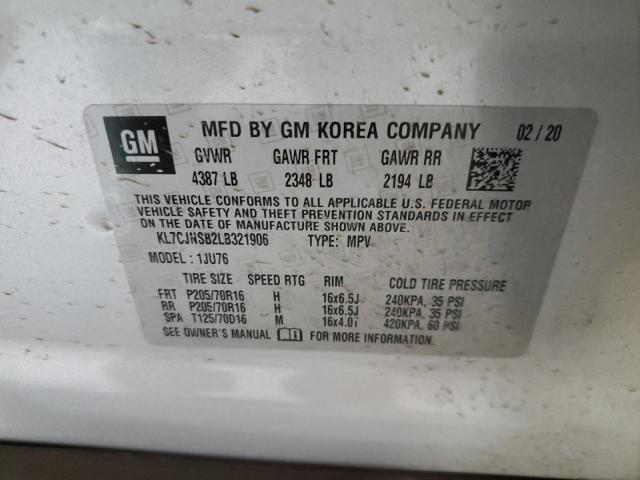 GM
MFD BY GM KOREA COMPANY 02/20
GVWR GAWR FRT GAWR RR
4387 LB 2348 LB 2194 LB
THIS VEHICLE CONFORMS TO ALL APPLICABLE U.S. FEDERAL MOTOR
VEHICLE SAFETY AND THEFT PREVENTION STANDARDS IN EFFECT
ON THE DATE OF MANUFACTURE SHOWN ABOVE.
KL7CJNSB2LB321906 TYPE: MPV
MODEL: 1JU76
TIRE SIZE SPEED RTG RIM COLD TIRE PRESSURE
FRT P205/70R16 H 16x6.5J 240KPA, 35 PSI
RR P205/70R16 H 16x6.5J 240KPA, 35 PSI
SPA T125/70D16 M 16x4.0T 420KPA, 60 PSI
SEE OWNER'S MANUAL FOR MORE INFORMATION.